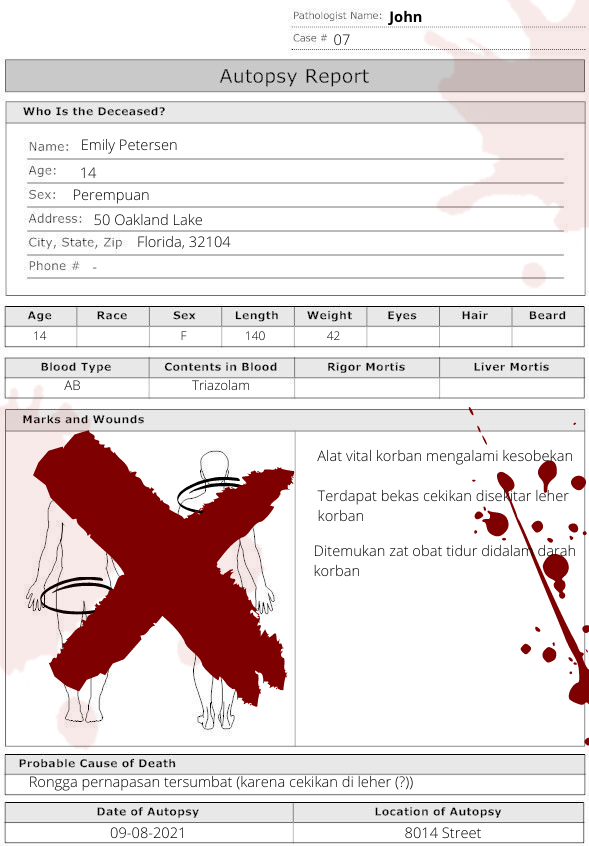 Pathologist Name: John
Case # 07
Autopsy Report
Who Is the Deceased?
Name: Emily Petersen
Age: 14
Sex: Perempuan
Address: 50 Oakland Lake
City, State, Zip Florida, 32104
Phone # -
Age Race Sex Length Weight Eyes Hair Beard
14 F 140 42
Blood Type Contents in Blood Rigor Mortis Liver Mortis
AB Triazolam
Marks and Wounds
Alat vital korban mengalami kesobekan
Terdapat bekas cekikan disekitar leher
korban
Ditemukan zat obat tidur didalam darah
korban
Probable Cause of Death
Rongga pernapasan tersumbat (karena cekikan di leher (?))
Date of Autopsy Location of Autopsy
09-08-2021 8014 Street